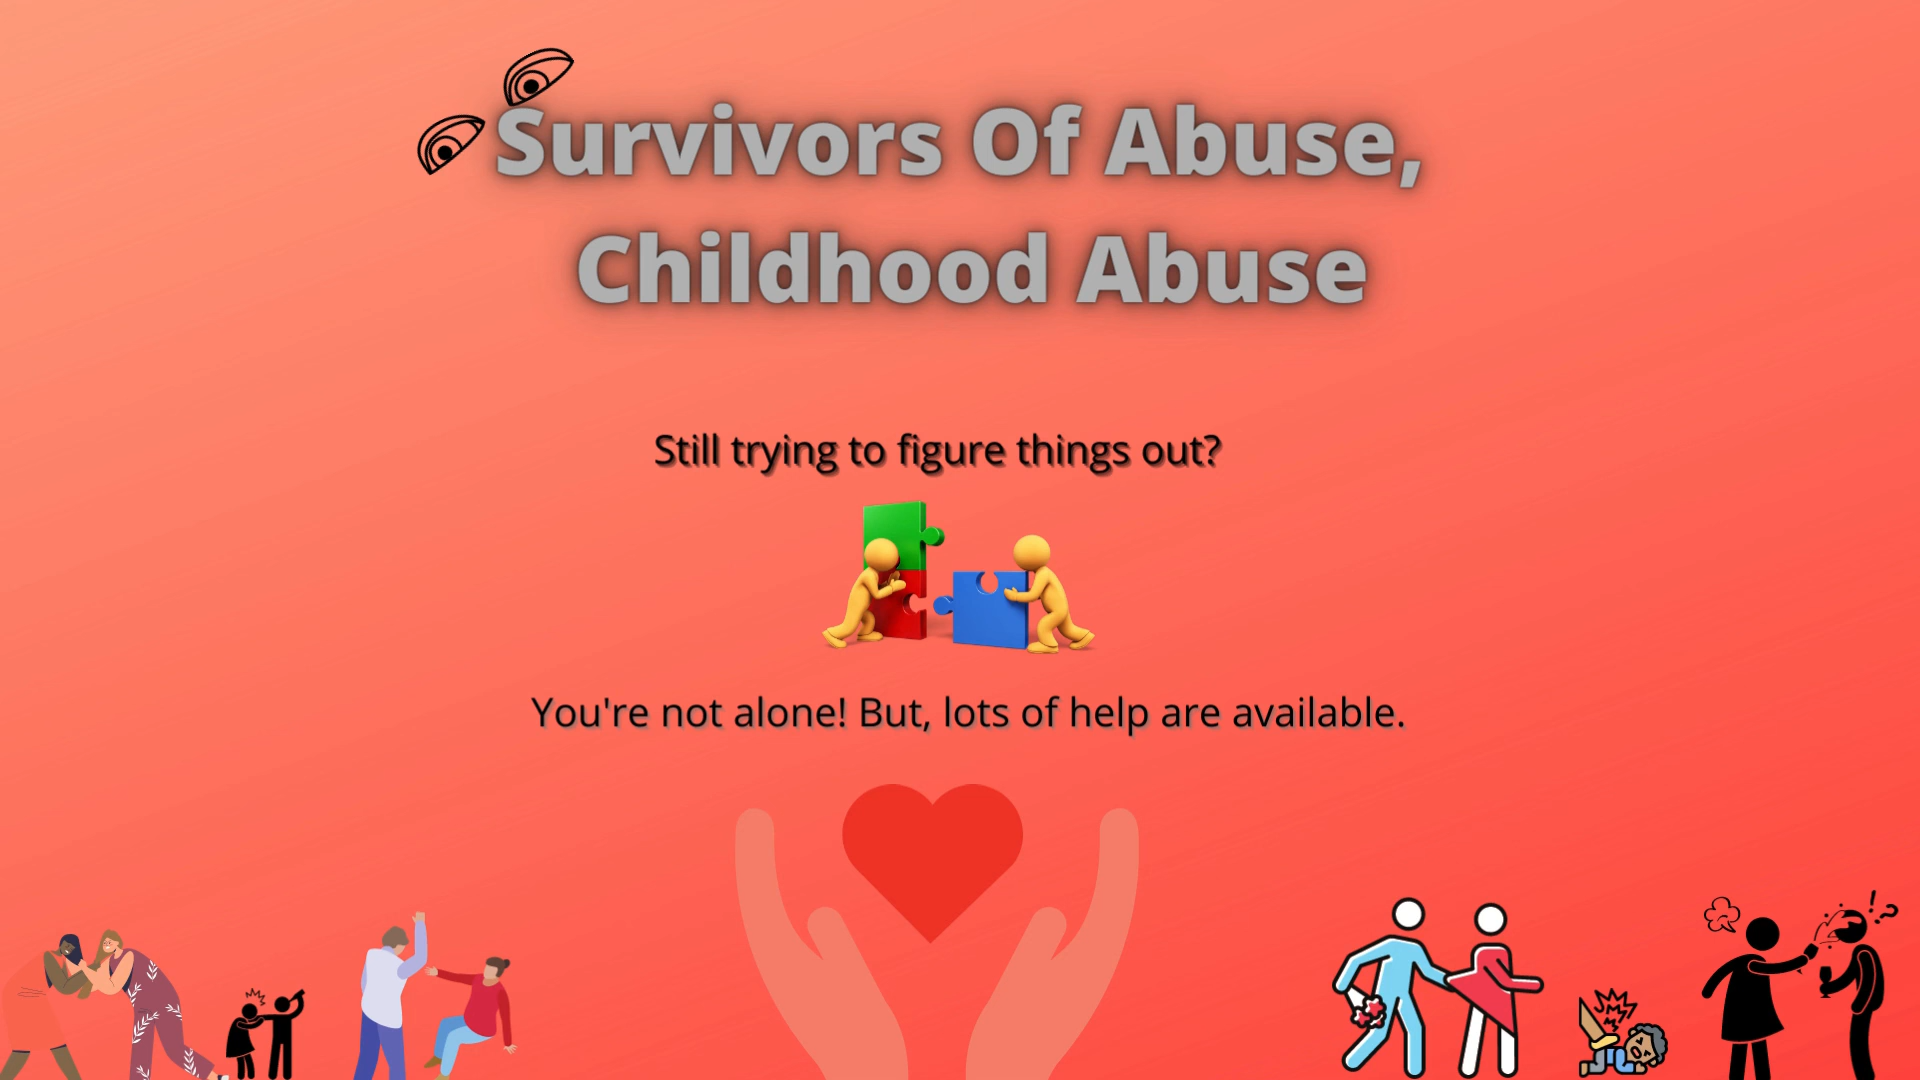 Survivors Of Abuse,
Childhood Abuse
Still trying to figure things out?
You're not alone! But, lots of help are available.
!?